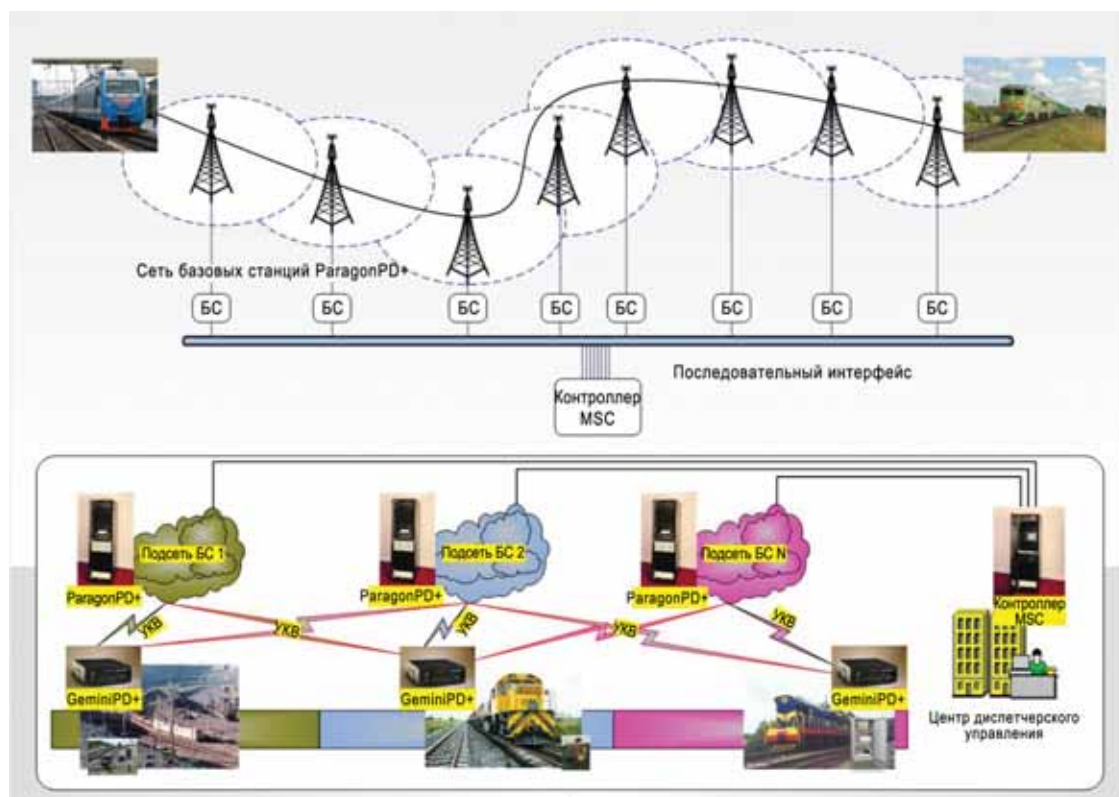 Сеть базовых станций ParagonPD+
БС
БС
БС
БС
БС
БС
БС
БС
Последовательный интерфейс
Контроллер
MSC
Подсеть БС 1
Подсеть БС 2
Подсеть БС N
ParagonPD+
ParagonPD+
ParagonPD+
Контроллер
MSC
УКВ
УКВ
УКВ
УКВ
УКВ
GeminiPD+
GeminiPD+
GeminiPD+
Центр диспетчерского
управления